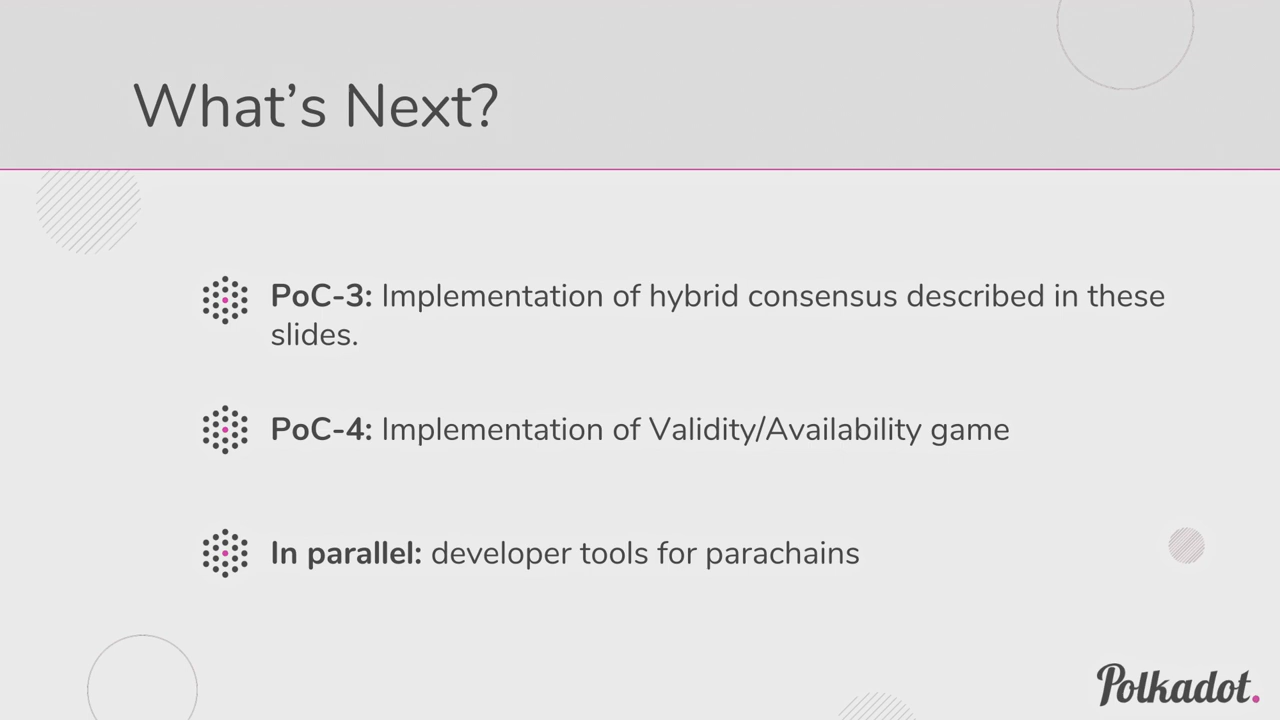 What’s Next?
PoC-3: Implementation of hybrid consensus described in these
slides.
PoC-4: Implementation of Validity/Availability game
In parallel: developer tools for parachains
Polkadot.